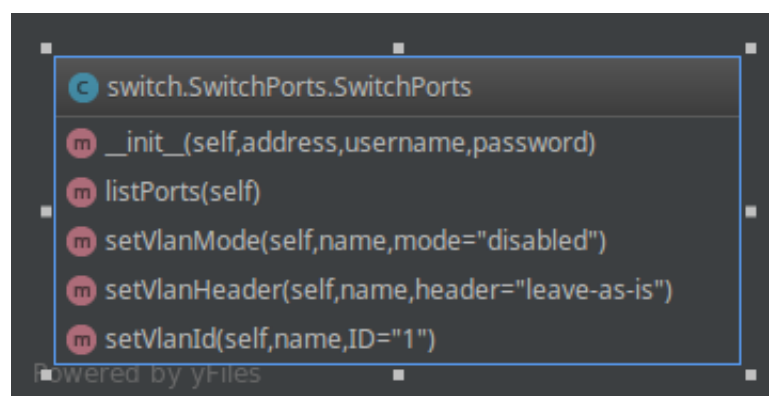 C switch.SwitchPorts.SwitchPorts
m __init__(self,address,username,password)
m listPorts(self)
m setVlanMode(self,name,mode="disabled")
m setVlanHeader(self,name,header="leave-as-is")
m setVlanId(self,name,ID="1")
Powered by yFiles